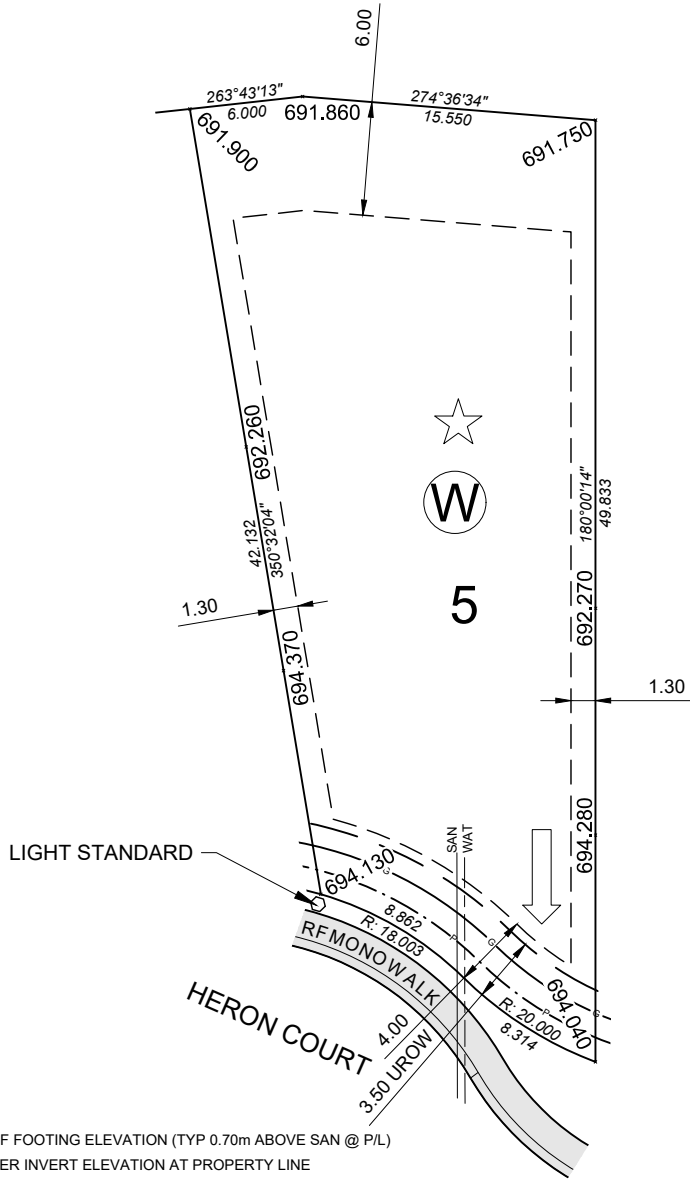 6.00
263°43'13"
6.000
274°36'34"
15.550
691.900
691.860
691.750
W
5
692.260
42.132
350°32'04"
180°00'14"
49.833
692.270
1.30
694.370
1.30
694.280
SAN
WAT
LIGHT STANDARD
694.130
G
8.862
R: 18.003
P
G
RF MONOWALK
694.040
R: 20.000
P
G
8.314
HERON COURT
4.00
3.50 UROW
F FOOTING ELEVATION (TYP 0.70m ABOVE SAN @ P/L)
ER INVERT ELEVATION AT PROPERTY LINE